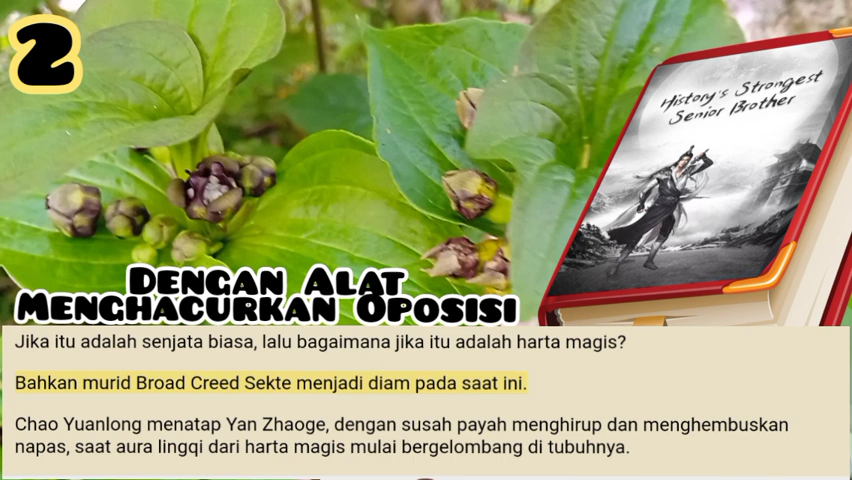 2
History's Strongest
Senior Brother
DENGAN ALAT
MENGHACURKAN OPOSISI
Jika itu adalah senjata biasa, lalu bagaimana jika itu adalah harta magis?
Bahkan murid Broad Creed Sekte menjadi diam pada saat ini.
Chao Yuanlong menatap Yan Zhaoge, dengan susah payah menghirup dan menghembuskan
napas, saat aura lingqi dari harta magis mulai bergelombang di tubuhnya.